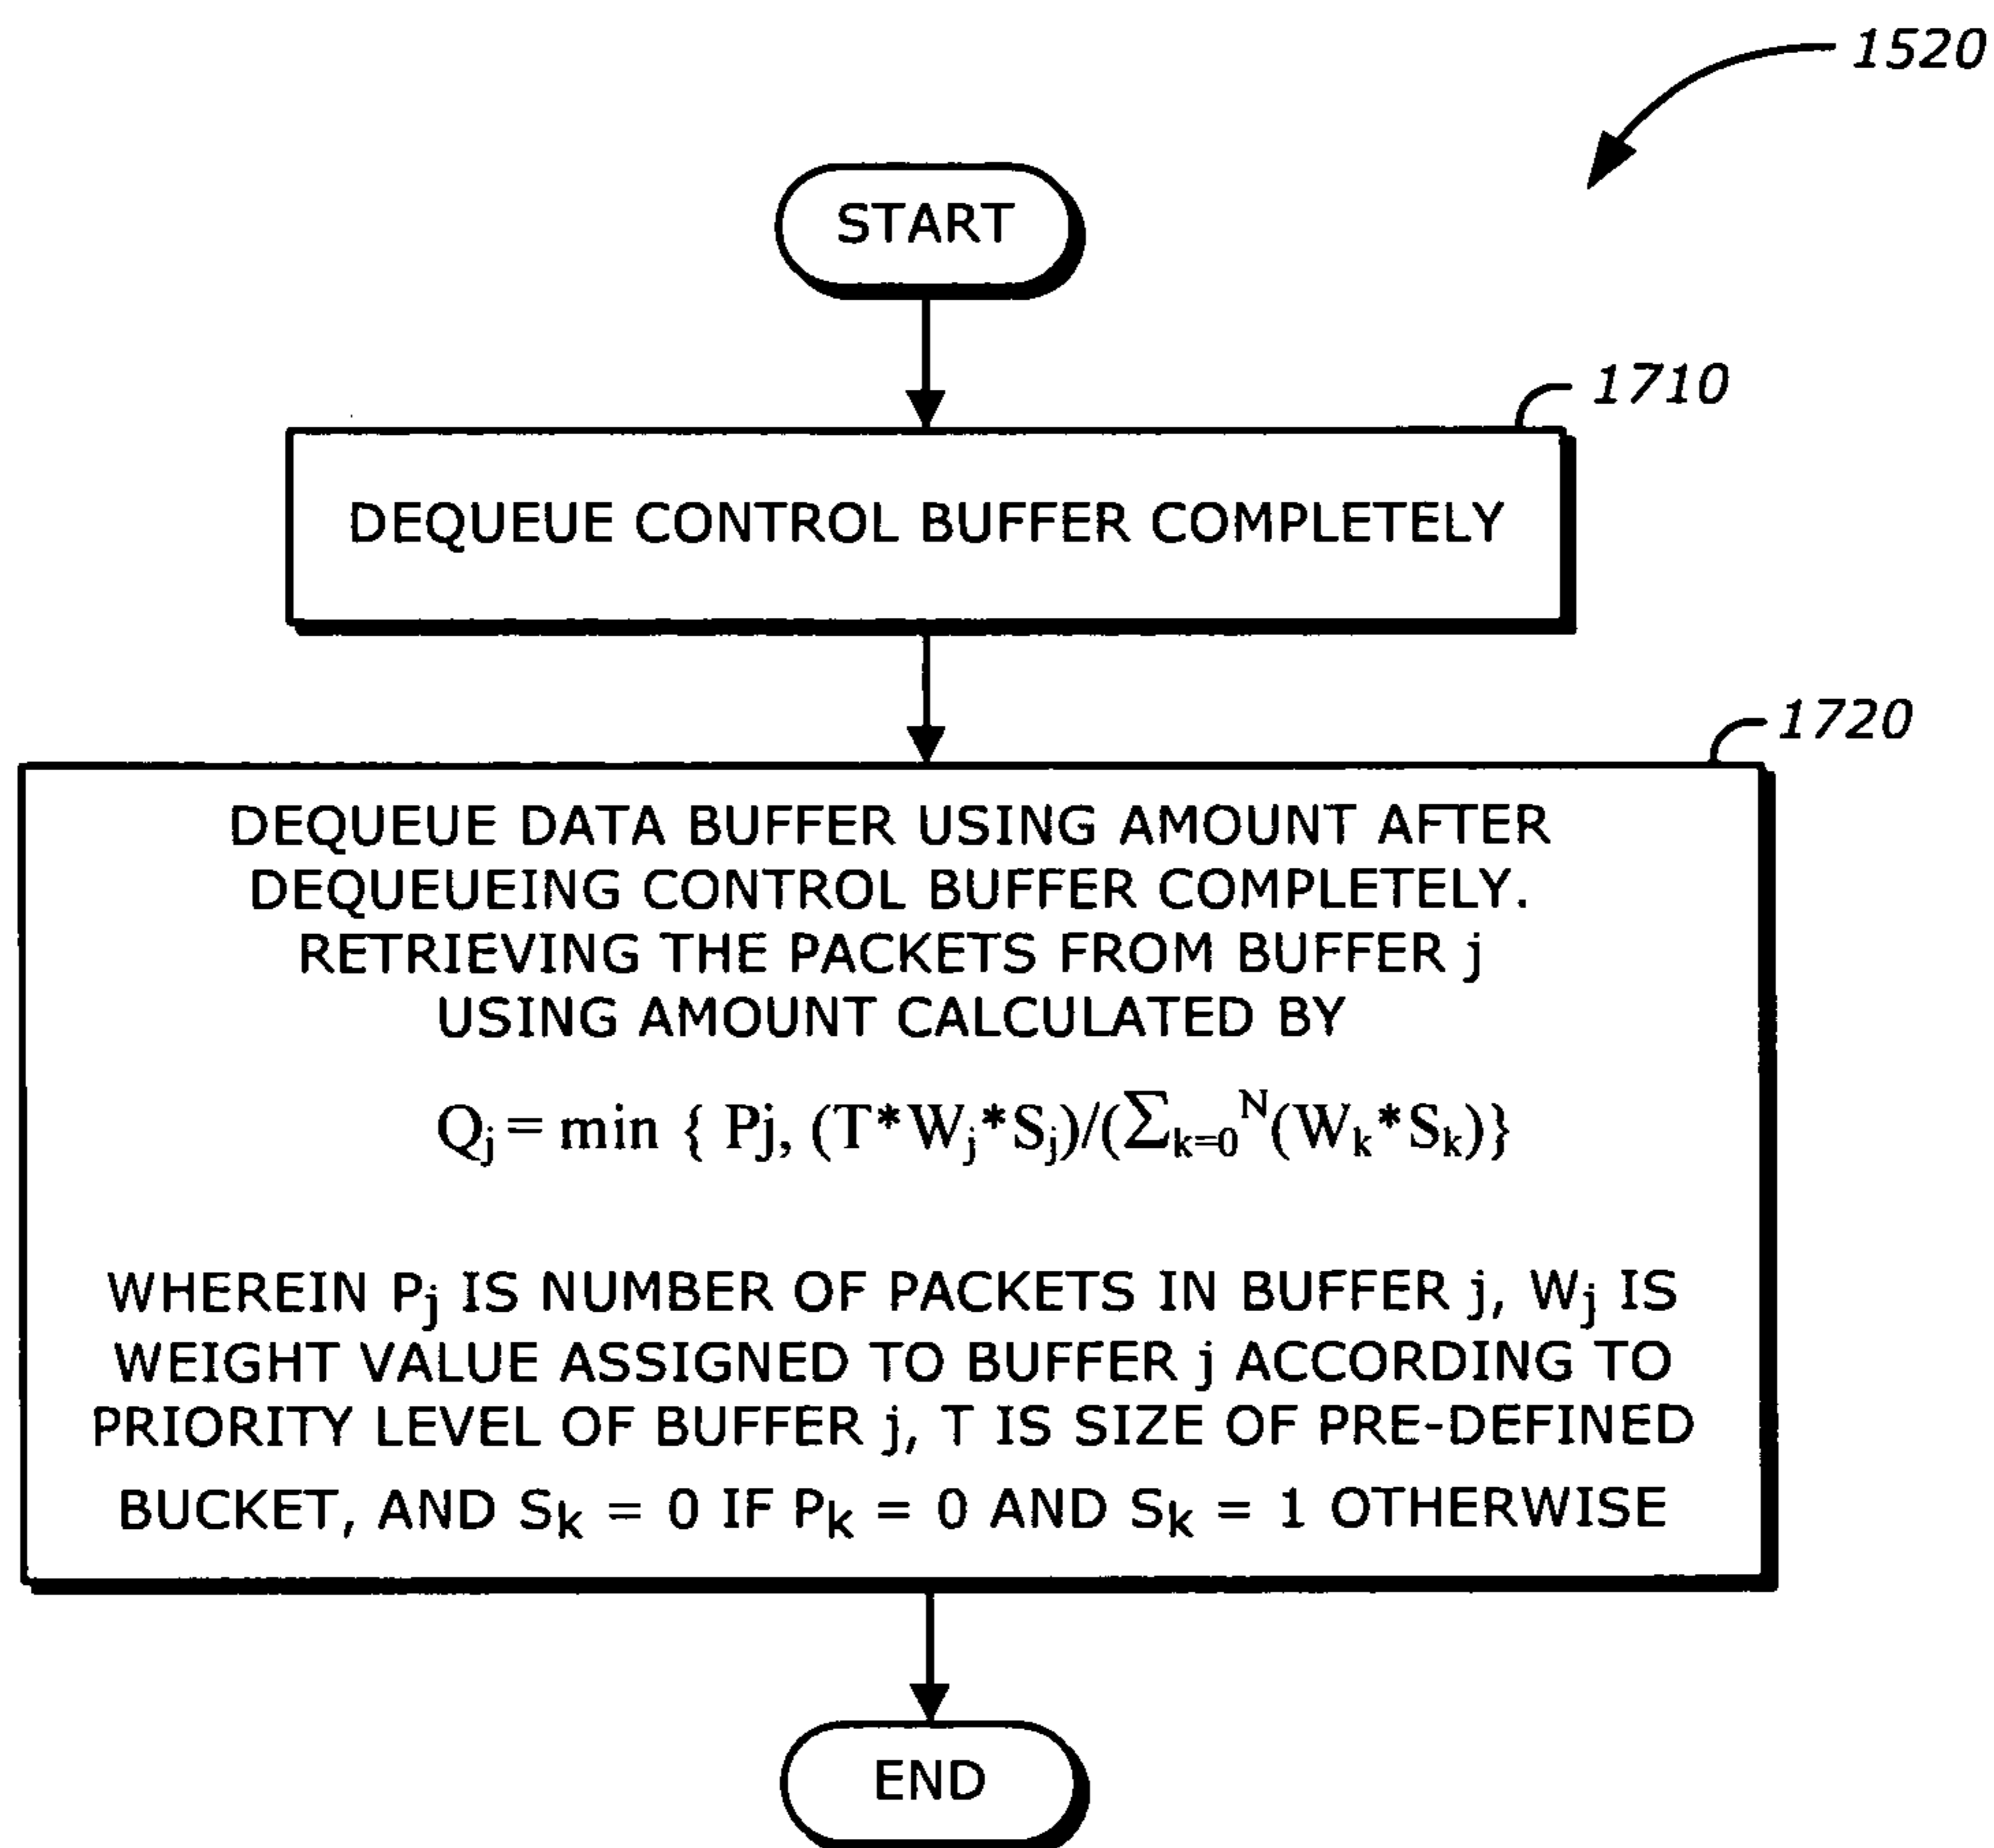 1520
START
1710
DEQUEUE CONTROL BUFFER COMPLETELY
1720
DEQUEUE DATA BUFFER USING AMOUNT AFTER
DEQUEUEING CONTROL BUFFER COMPLETELY.
RETRIEVING THE PACKETS FROM BUFFER j
USING AMOUNT CALCULATED BY
Qj = min { Pj, (T*Wj*Sj)/(∑k=0^N(Wk*Sk)}
WHEREIN Pj IS NUMBER OF PACKETS IN BUFFER j, Wj IS
WEIGHT VALUE ASSIGNED TO BUFFER j ACCORDING TO
PRIORITY LEVEL OF BUFFER j, T IS SIZE OF PRE-DEFINED
BUCKET, AND Sk = 0 IF Pk = 0 AND Sk = 1 OTHERWISE
END